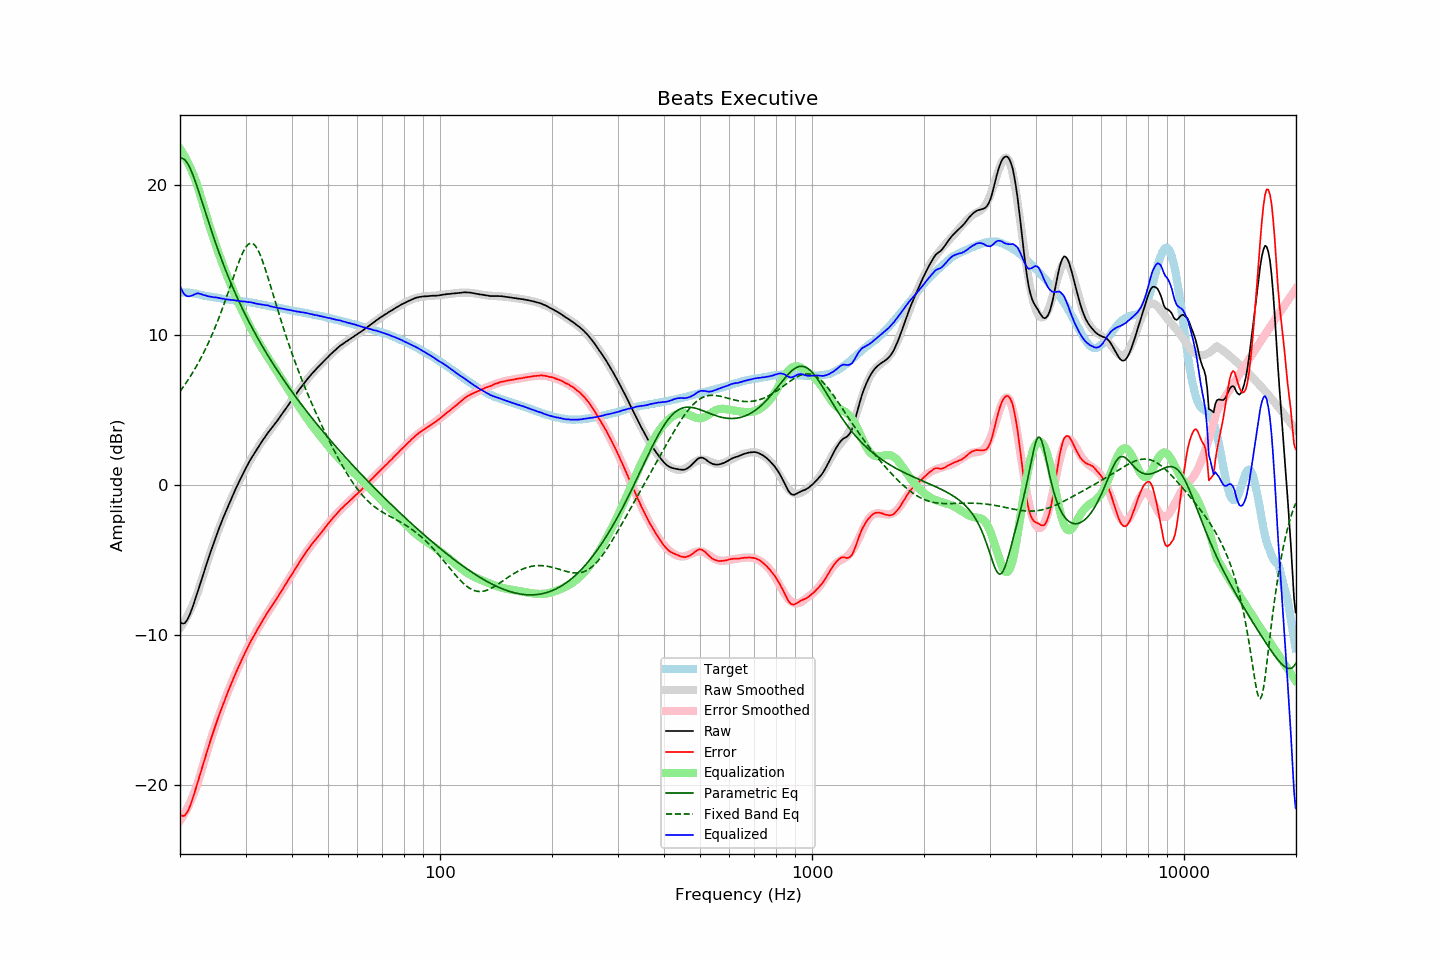 Beats Executive
Amplitude (dBr)
20
10
0
−10
−20
Target
Raw Smoothed
Error Smoothed
Raw
Error
Equalization
Parametric Eq
Fixed Band Eq
Equalized
100
1000
10000
Frequency (Hz)